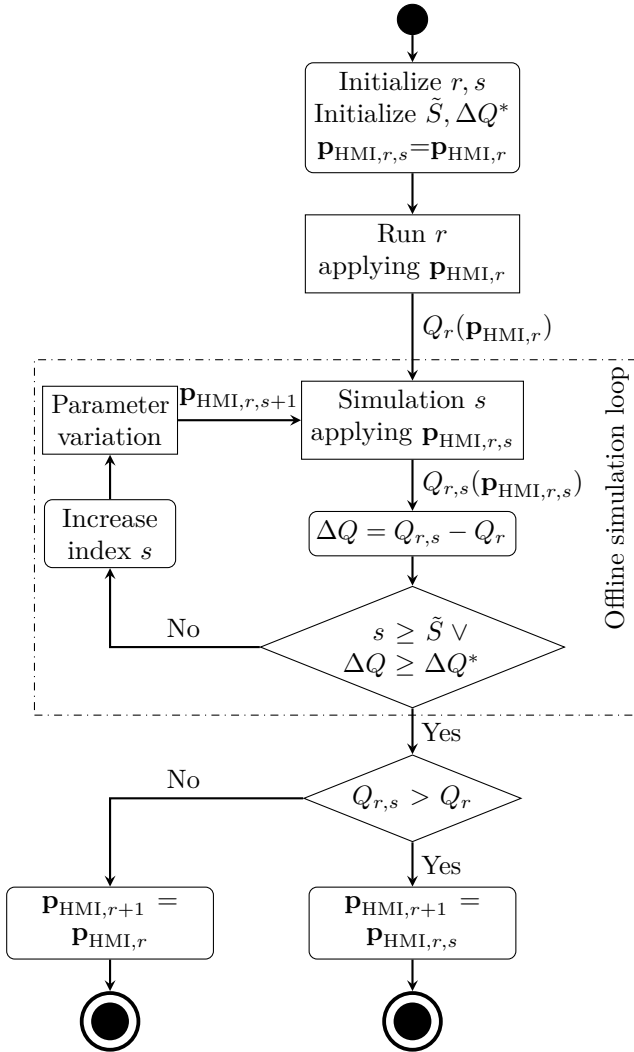 Initialize r, s
Initialize S̃, ΔQ*
𝐩_HMI,r,s=𝐩_HMI,r
Run r
applying 𝐩_HMI,r
Q_r(𝐩_HMI,r)
Offline simulation loop
Parameter
variation
𝐩_HMI,r,s+1
Simulation s
applying 𝐩_HMI,r,s
Q_r,s(𝐩_HMI,r,s)
Increase
index s
ΔQ = Q_r,s − Q_r
No
s ≥ S̃ ∨
ΔQ ≥ ΔQ*
Yes
No
Q_r,s > Q_r
Yes
𝐩_HMI,r+1 =
𝐩_HMI,r
𝐩_HMI,r+1 =
𝐩_HMI,r,s